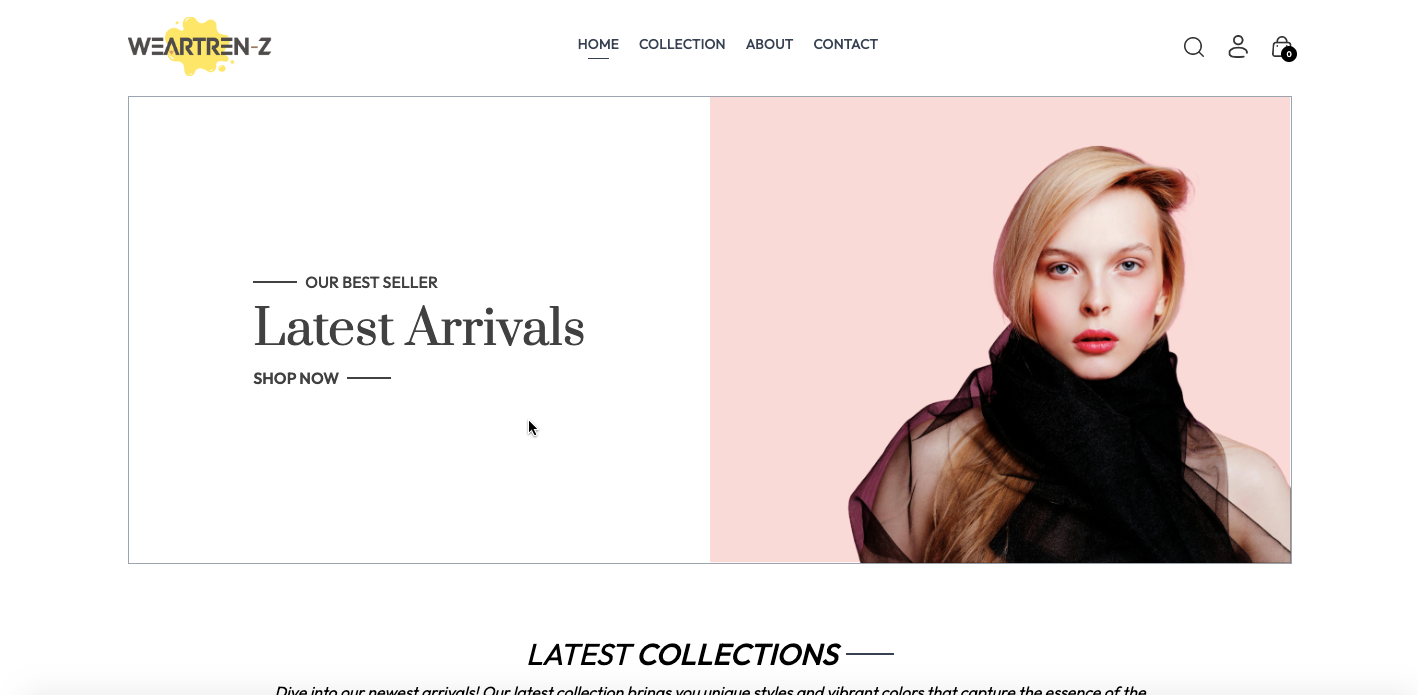 WEARTREN-Z
HOME COLLECTION ABOUT CONTACT
0
OUR BEST SELLER
Latest Arrivals
SHOP NOW
LATEST COLLECTIONS
Dive into our newest arrivals! Our latest collection brings you unique styles and vibrant colors that capture the essence of the